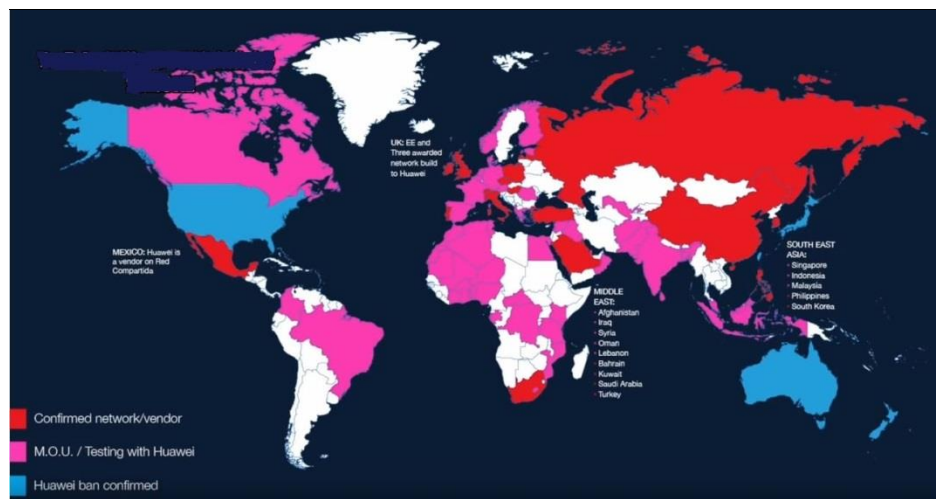 UK: EE and
Three awarded
network build
to Huawei
MEXICO: Huawei is
a vendor on Red
Compartida
SOUTH EAST
ASIA:
• Singapore
• Indonesia
• Malaysia
• Philippines
• South Korea
MIDDLE
EAST:
• Afghanistan
• Iraq
• Syria
• Oman
• Lebanon
Bahrain
• Kuwait
• Saudi Arabia
• Turkey
Confirmed network/vendor
M.O.U. / Testing with Huawei
Huawei ban confirmed